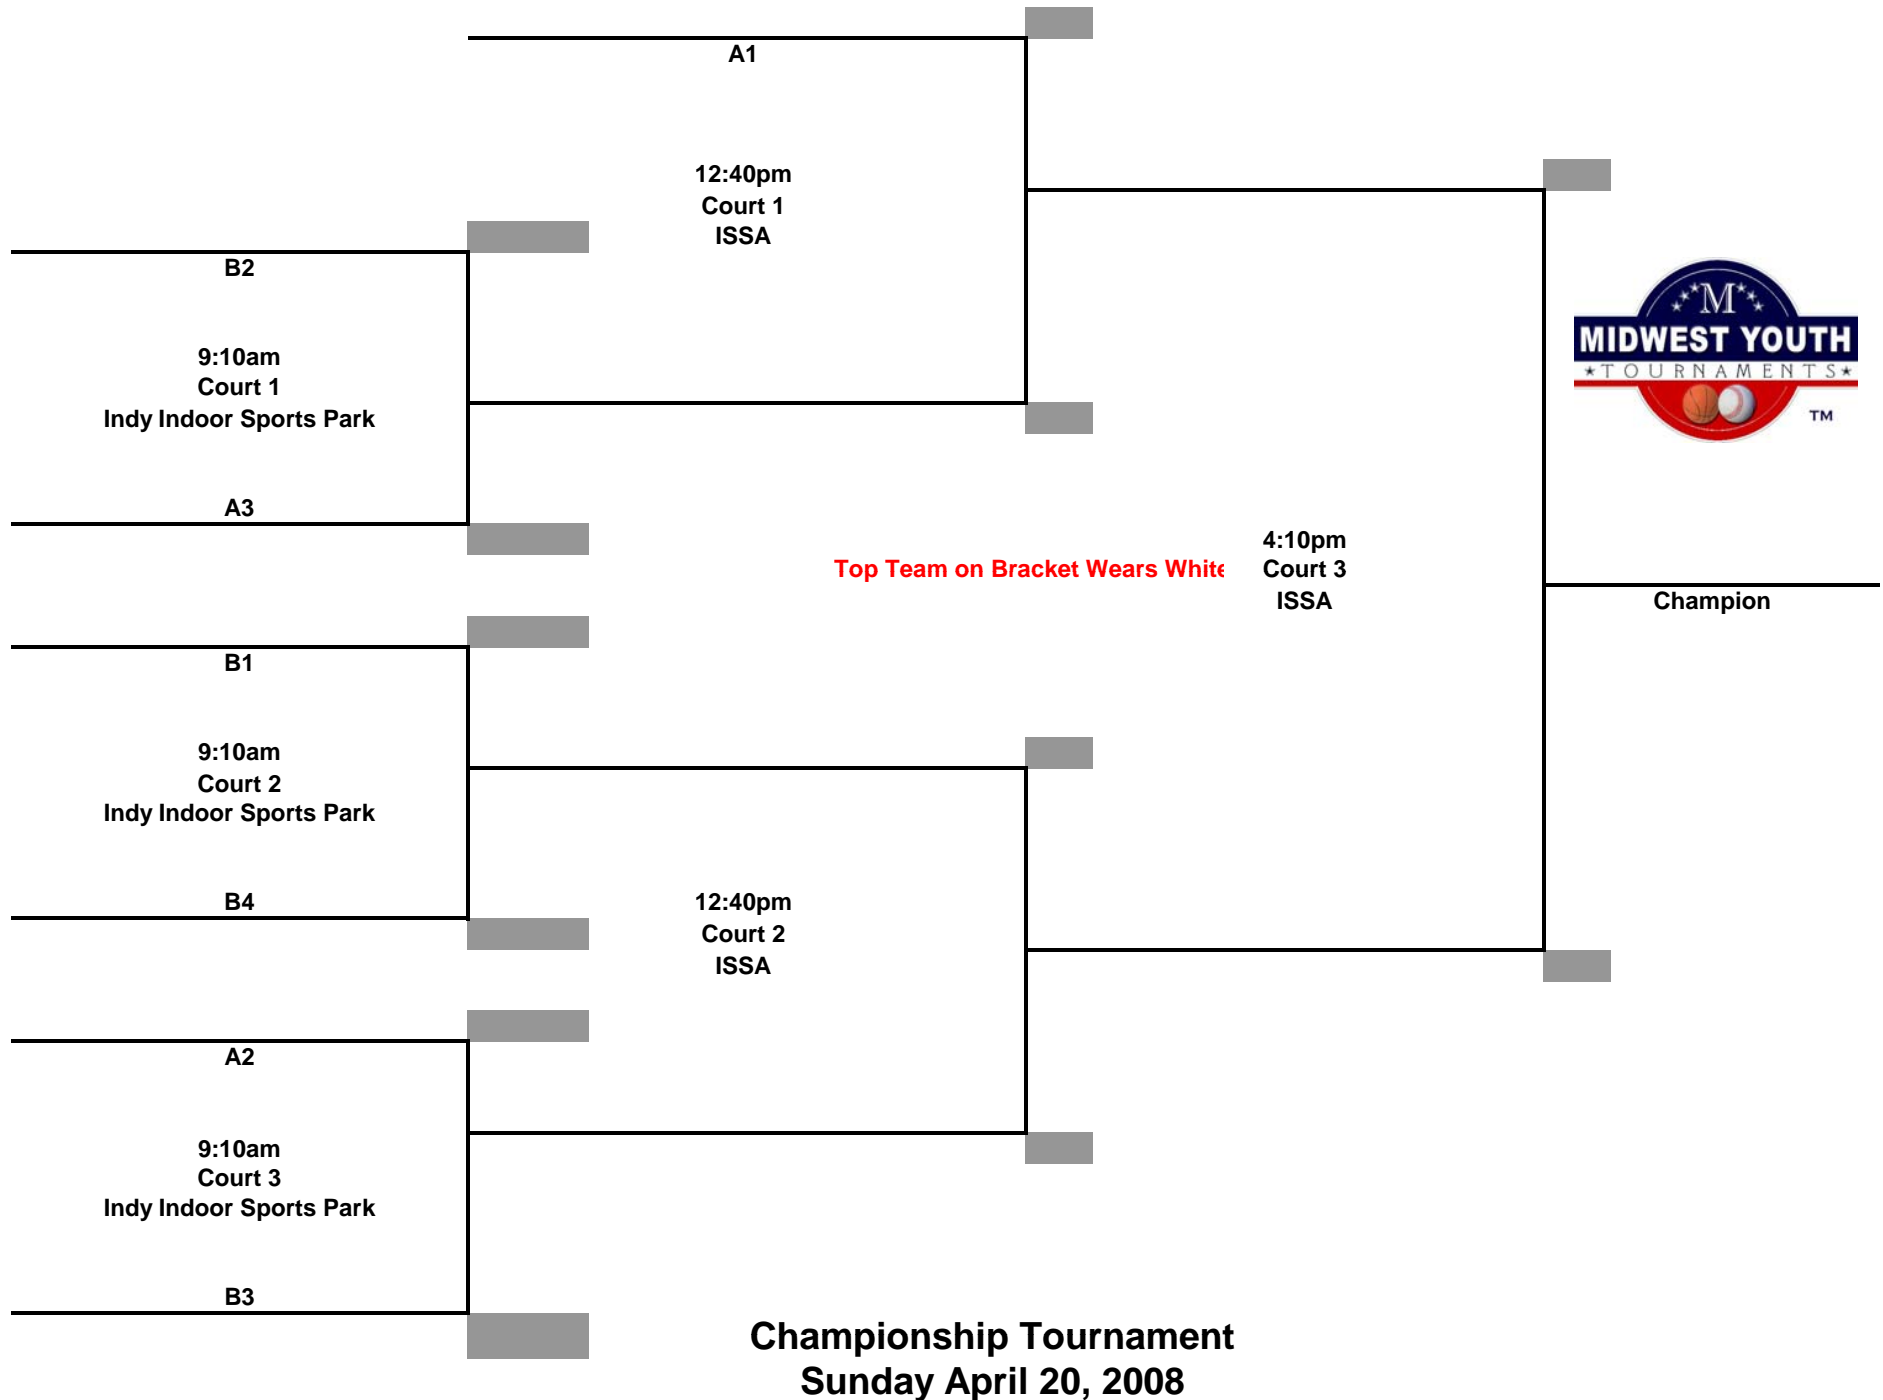 A1
12:40pm
Court 1
ISSA
B2
9:10am
Court 1
Indy Indoor Sports Park
A3
M
MIDWEST YOUTH
TOURNAMENTS
TM
Top Team on Bracket Wears White
4:10pm
Court 3
ISSA
Champion
B1
9:10am
Court 2
Indy Indoor Sports Park
B4
12:40pm
Court 2
ISSA
A2
9:10am
Court 3
Indy Indoor Sports Park
B3
Championship Tournament
Sunday April 20, 2008